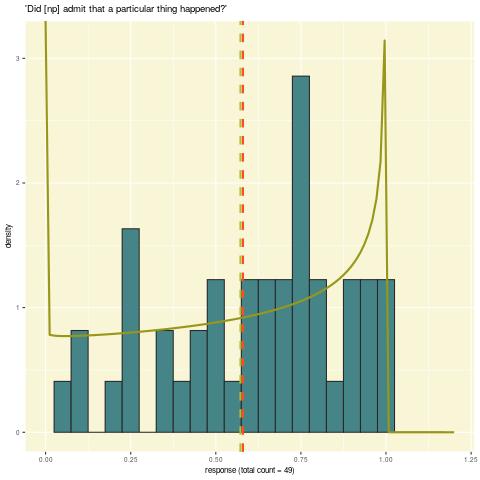 'Did [np] admit that a particular thing happened?'
3
2
1
0
density
0.00 0.25 0.50 0.75 1.00 1.25
response (total count = 49)